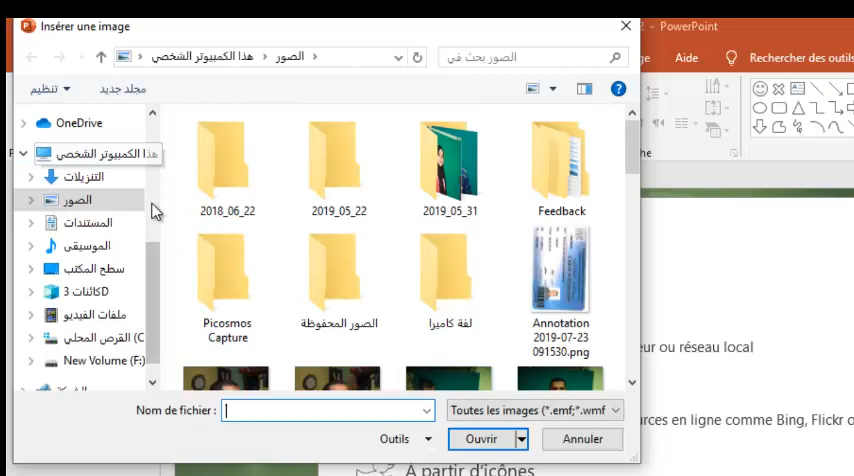 Insérer une image
- PowerPoint
هذا الكمبيوتر الشخصي
الصور
الصور بحث في
Aide
Rechercher des outils
تنظيم
مجلد جديد
OneDrive
هذا الكمبيوتر الشخصي
التنزيلات
الصور
المستندات
الموسيقى
سطح المكتب
كائنات 3D
ملفات الفيديو
القرص المحلي (C
New Volume (F:)
2018_06_22
2019_05_22
2019_05_31
Feedback
Picosmos
Capture
الصور المحفوظة
لفة كاميرا
Annotation
2019-07-23
091530.png
Nom de fichier :
Toutes les images (*.emf;*.wmf
Outils
Ouvrir
Annuler
eur ou réseau local
rces en ligne comme Bing, Flickr o
À partir d'icônes